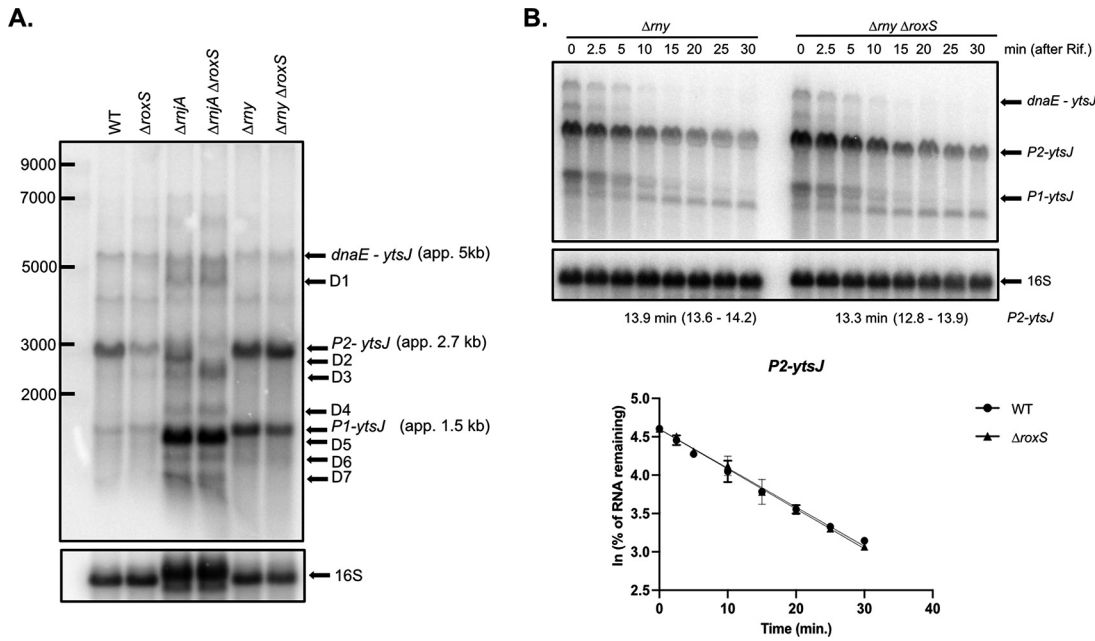 A.
WT
ΔroxS
ΔrnjA
ΔrnjA ΔroxS
Δrny
Δrny ΔroxS
9000
7000
5000
3000
2000
dnaE - ytsJ (app. 5kb)
D1
P2- ytsJ (app. 2.7 kb)
D2
D3
D4
P1-ytsJ (app. 1.5 kb)
D5
D6
D7
16S
B.
Δrny
Δrny ΔroxS
0 2.5 5 10 15 20 25 30 0 2.5 5 10 15 20 25 30 min (after Rif.)
dnaE - ytsJ
P2-ytsJ
P1-ytsJ
16S
13.9 min (13.6 - 14.2) 13.3 min (12.8 - 13.9) P2-ytsJ
P2-ytsJ
ln (% of RNA remaining)
5.0
4.5
4.0
3.5
3.0
2.5
0 10 20 30 40
Time (min.)
WT
ΔroxS